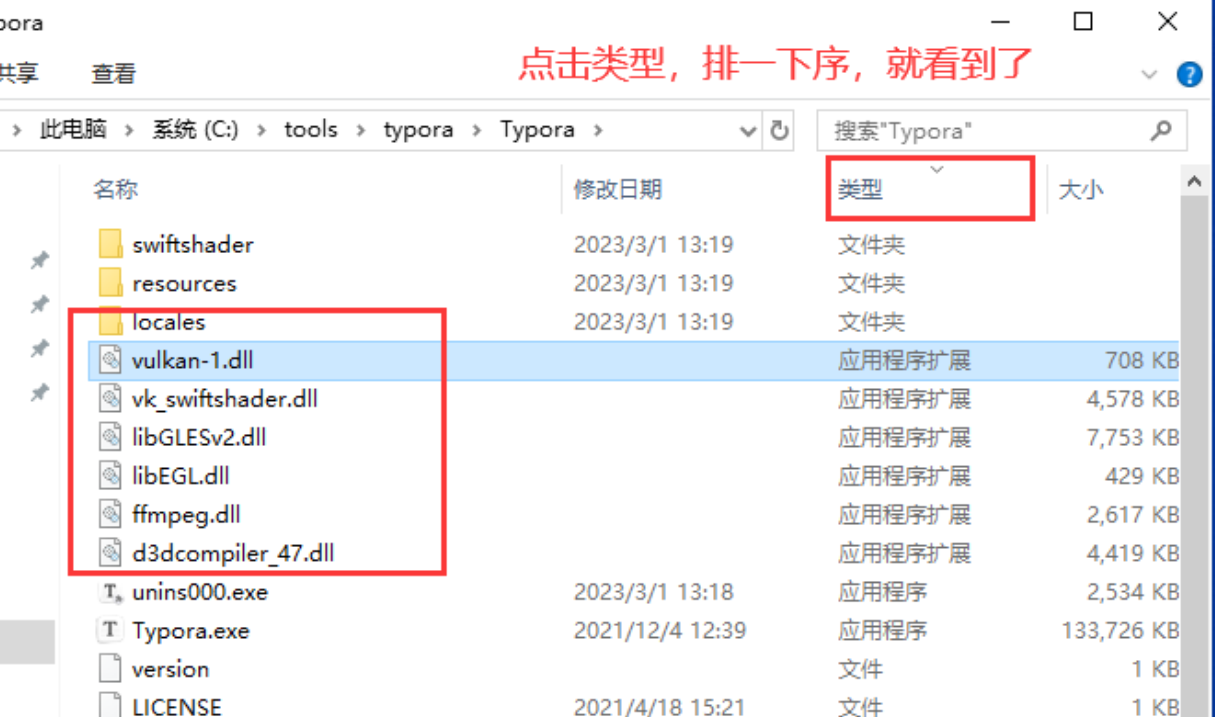 点击类型，排一下序，就看到了
共享 查看
此电脑 > 系统 (C:) > tools > typora > Typora > 搜索"Typora"
名称 修改日期 类型 大小
swiftshader 2023/3/1 13:19 文件夹
resources 2023/3/1 13:19 文件夹
locales 2023/3/1 13:19 文件夹
vulkan-1.dll 应用程序扩展 708 KB
vk_swiftshader.dll 应用程序扩展 4,578 KB
libGLESv2.dll 应用程序扩展 7,753 KB
libEGL.dll 应用程序扩展 429 KB
ffmpeg.dll 应用程序扩展 2,617 KB
d3dcompiler_47.dll 应用程序扩展 4,419 KB
unins000.exe 2023/3/1 13:18 应用程序 2,534 KB
Typora.exe 2021/12/4 12:39 应用程序 133,726 KB
version 文件 1 KB
LICENSE 2021/4/18 15:21 文件 1 KB